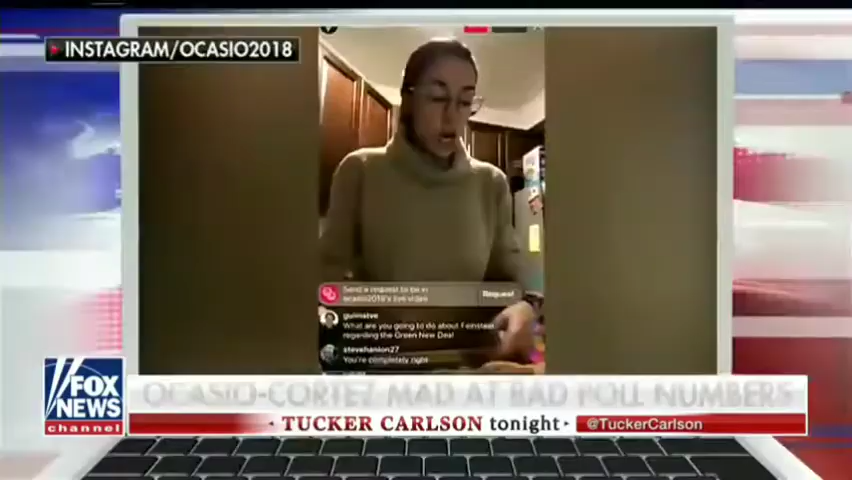 INSTAGRAM/OCASIO2018
Send a request to be in
ocasio2018's live video
Request
What are you going to do about Feinstein
regarding the Green New Deal
stevehanlon27
You're completely right
FOX
NEWS
channel
OCASIO-CORTEZ MAD AT BAD POLL NUMBERS
· TUCKER CARLSON tonight ·
@TuckerCarlson